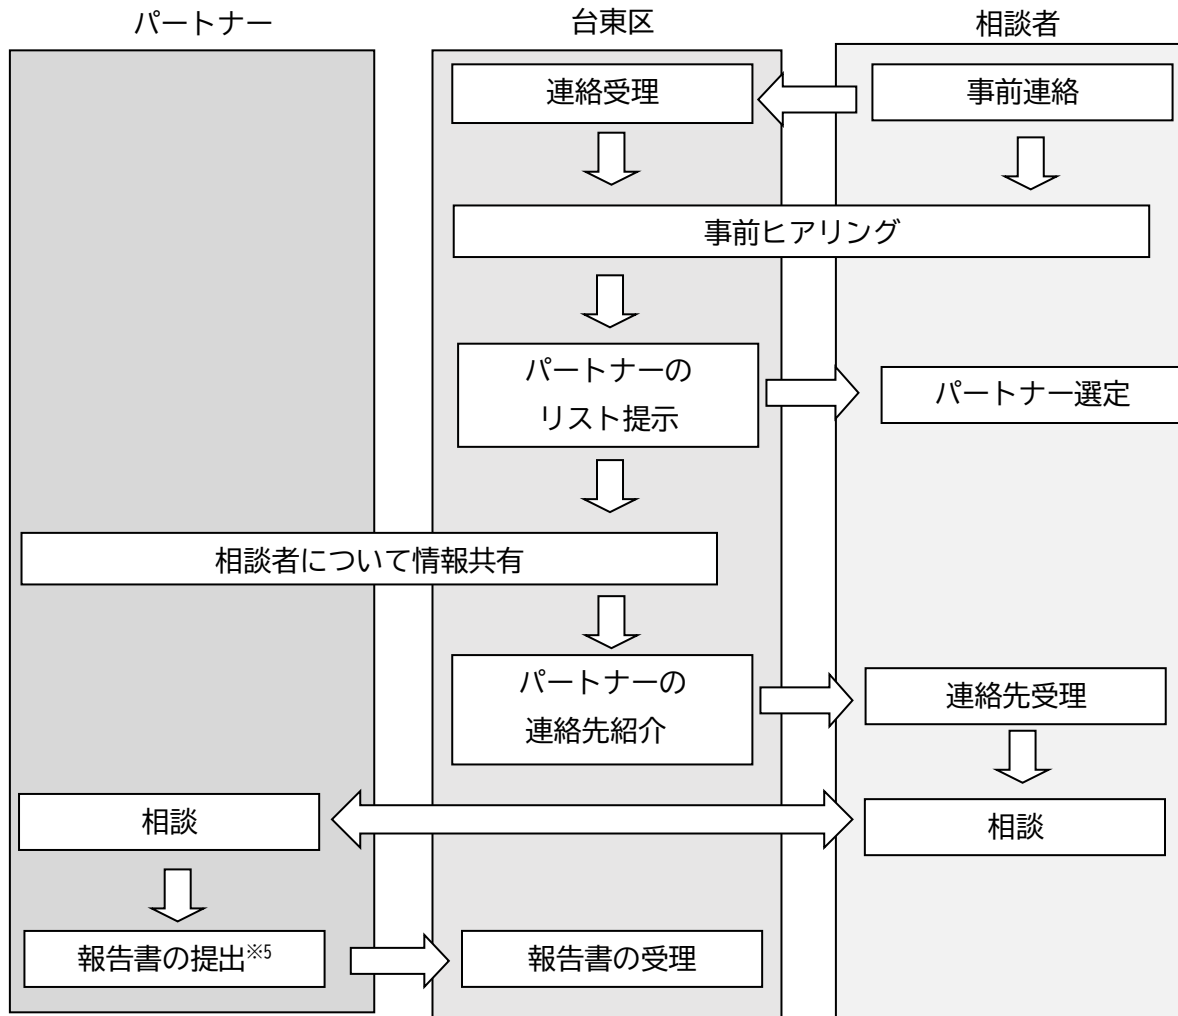 パートナー
台東区
相談者
連絡受理
事前連絡
事前ヒアリング
パートナーの
リスト提示
パートナー選定
相談者について情報共有
パートナーの
連絡先紹介
連絡先受理
相談
相談
報告書の提出※5
報告書の受理